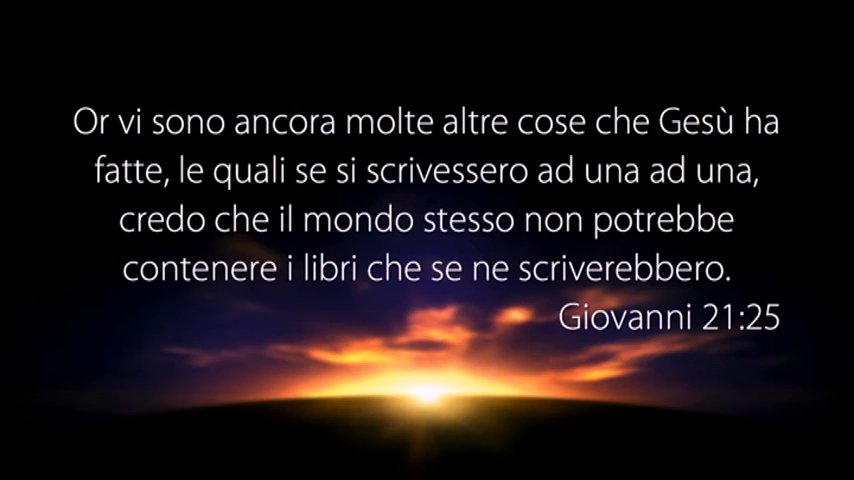 Or vi sono ancora molte altre cose che Gesù ha
fatte, le quali se si scrivessero ad una ad una,
credo che il mondo stesso non potrebbe
contenere i libri che se ne scriverebbero.
Giovanni 21:25